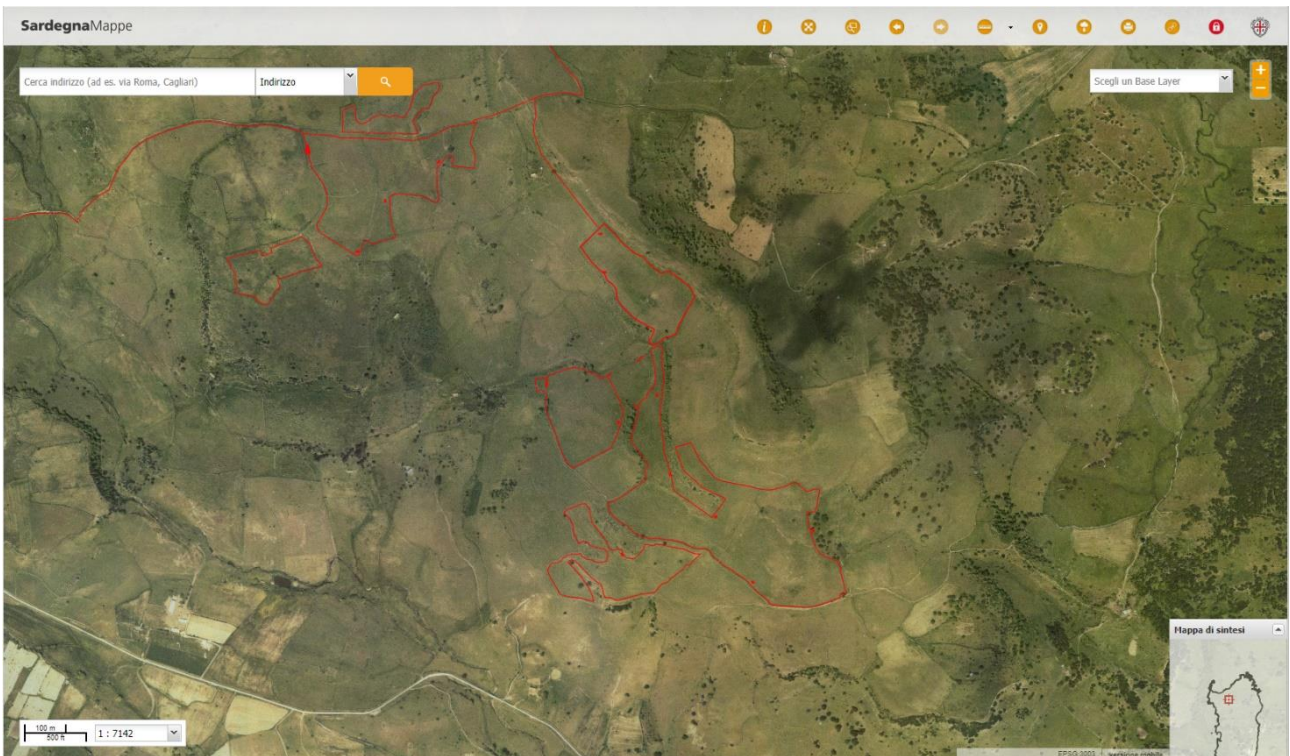 SardegnaMappe
Cerca indirizzo (ad es. via Roma, Cagliari)
Indirizzo
Scegli un Base Layer
+
−
Mappa di sintesi
100 m
500 ft
1 : 7142